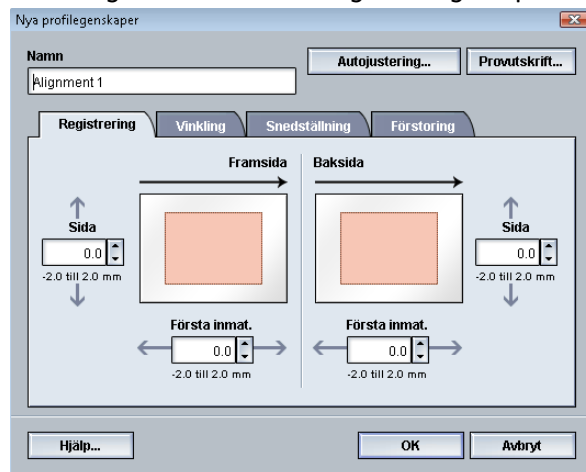 Nya profilegenskaper
Namn
Autojustering...
Provutskrift...
Alignment 1
Registrering
Vinkling
Snedställning
Förstoring
Framsida
Baksida
Sida
0.0
-2.0 till 2.0 mm
Sida
0.0
-2.0 till 2.0 mm
Första inmat.
0.0
-2.0 till 2.0 mm
Första inmat.
0.0
-2.0 till 2.0 mm
Hjälp...
OK
Avbryt